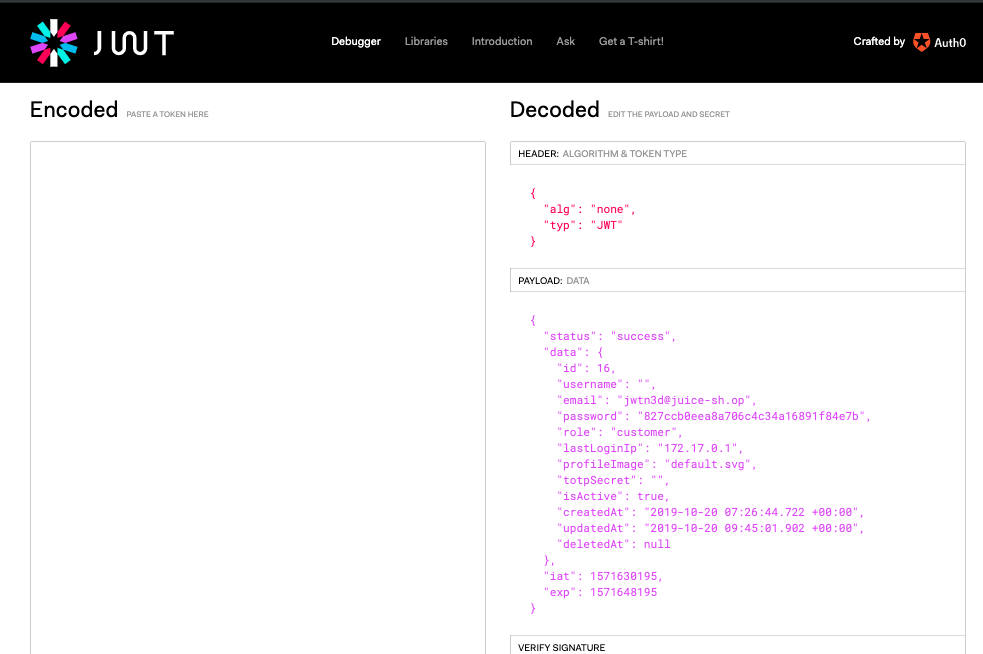 JWT
Debugger Libraries Introduction Ask Get a T-shirt!
Crafted by Auth0
Encoded PASTE A TOKEN HERE
Decoded EDIT THE PAYLOAD AND SECRET
HEADER: ALGORITHM & TOKEN TYPE
{
  "alg": "none",
  "typ": "JWT"
}
PAYLOAD: DATA
{
  "status": "success",
  "data": {
    "id": 16,
    "username": "",
    "email": "jwtn3d@juice-sh.op",
    "password": "827ccb0eea8a706c4c34a16891f84e7b",
    "role": "customer",
    "lastLoginIp": "172.17.0.1",
    "profileImage": "default.svg",
    "totpSecret": "",
    "isActive": true,
    "createdAt": "2019-10-20 07:26:44.722 +00:00",
    "updatedAt": "2019-10-20 09:45:01.902 +00:00",
    "deletedAt": null
  },
  "iat": 1571630195,
  "exp": 1571648195
}
VERIFY SIGNATURE